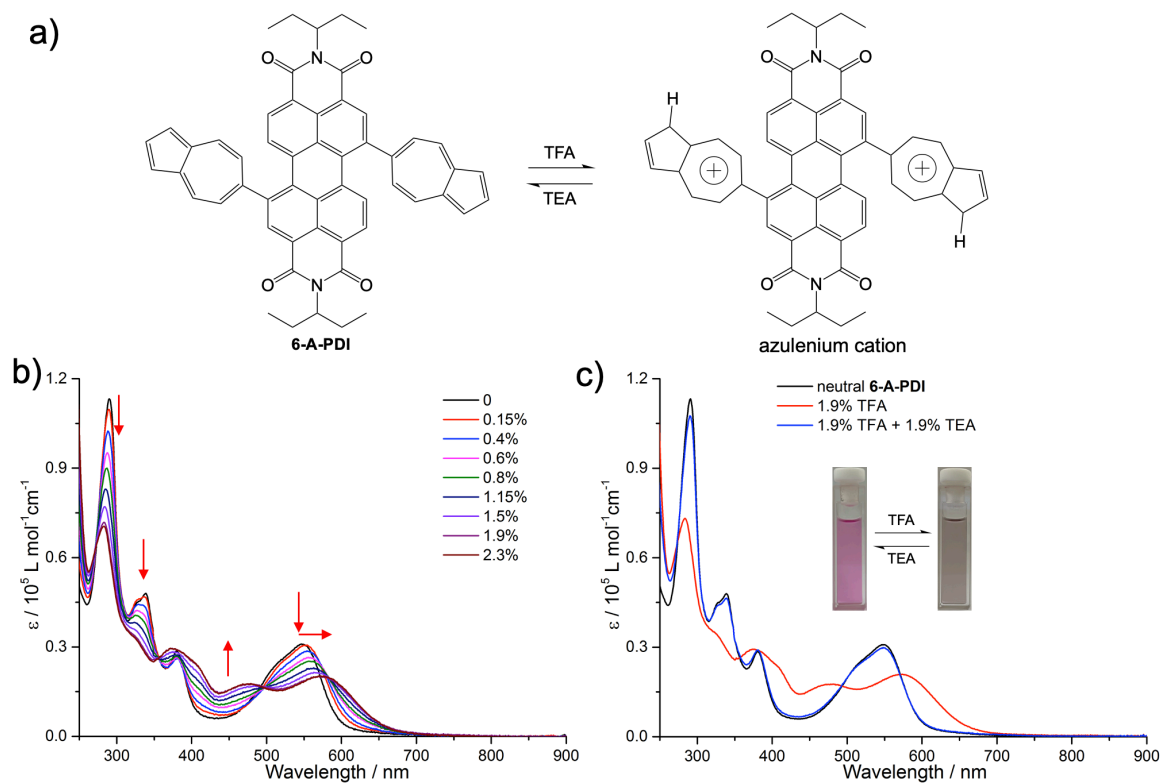 a)
O N O
O N O
TFA
TEA
O N O
O N O
H
H
+
+
6-A-PDI
azulenium cation
b)
0
0.15%
0.4%
0.6%
0.8%
1.15%
1.5%
1.9%
2.3%
ε / 10⁵ L mol⁻¹cm⁻¹
1.2
0.9
0.6
0.3
0.0
300 400 500 600 700 800 900
Wavelength / nm
c)
neutral 6-A-PDI
1.9% TFA
1.9% TFA + 1.9% TEA
TFA
TEA
ε / 10⁵ L mol⁻¹cm⁻¹
1.2
0.9
0.6
0.3
0.0
300 400 500 600 700 800 900
Wavelength / nm